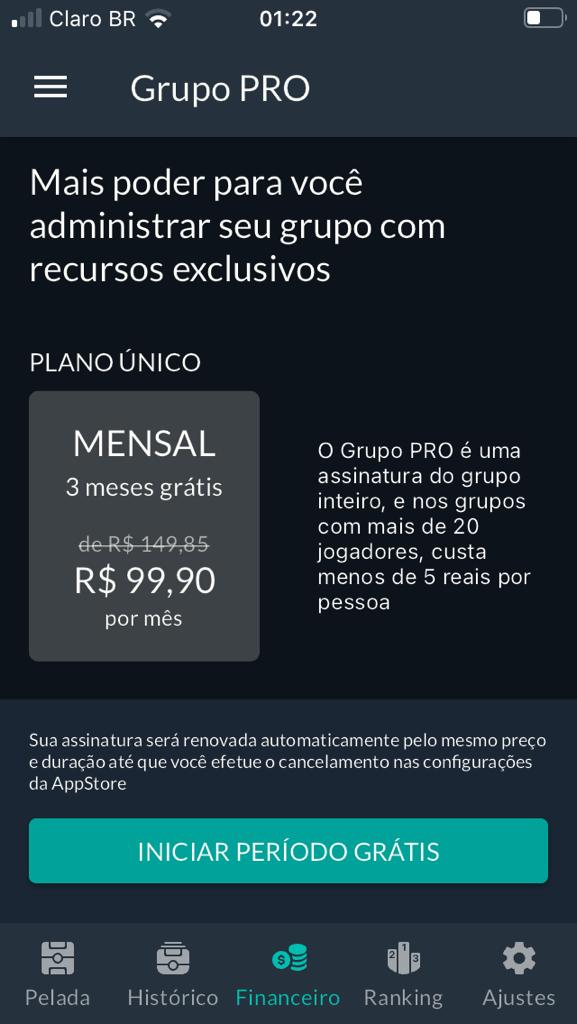 Claro BR
01:22
Grupo PRO
Mais poder para você
administrar seu grupo com
recursos exclusivos
PLANO ÚNICO
MENSAL
3 meses grátis
de R$ 149,85
R$ 99,90
por mês
O Grupo PRO é uma
assinatura do grupo
inteiro, e nos grupos
com mais de 20
jogadores, custa
menos de 5 reais por
pessoa
Sua assinatura será renovada automaticamente pelo mesmo preço
e duração até que você efetue o cancelamento nas configurações
da AppStore
INICIAR PERÍODO GRÁTIS
Pelada Histórico Financeiro Ranking Ajustes